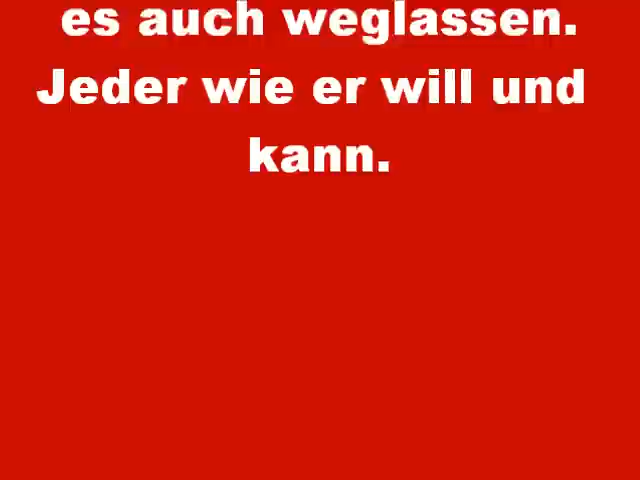 es auch weglassen.
Jeder wie er will und
kann.